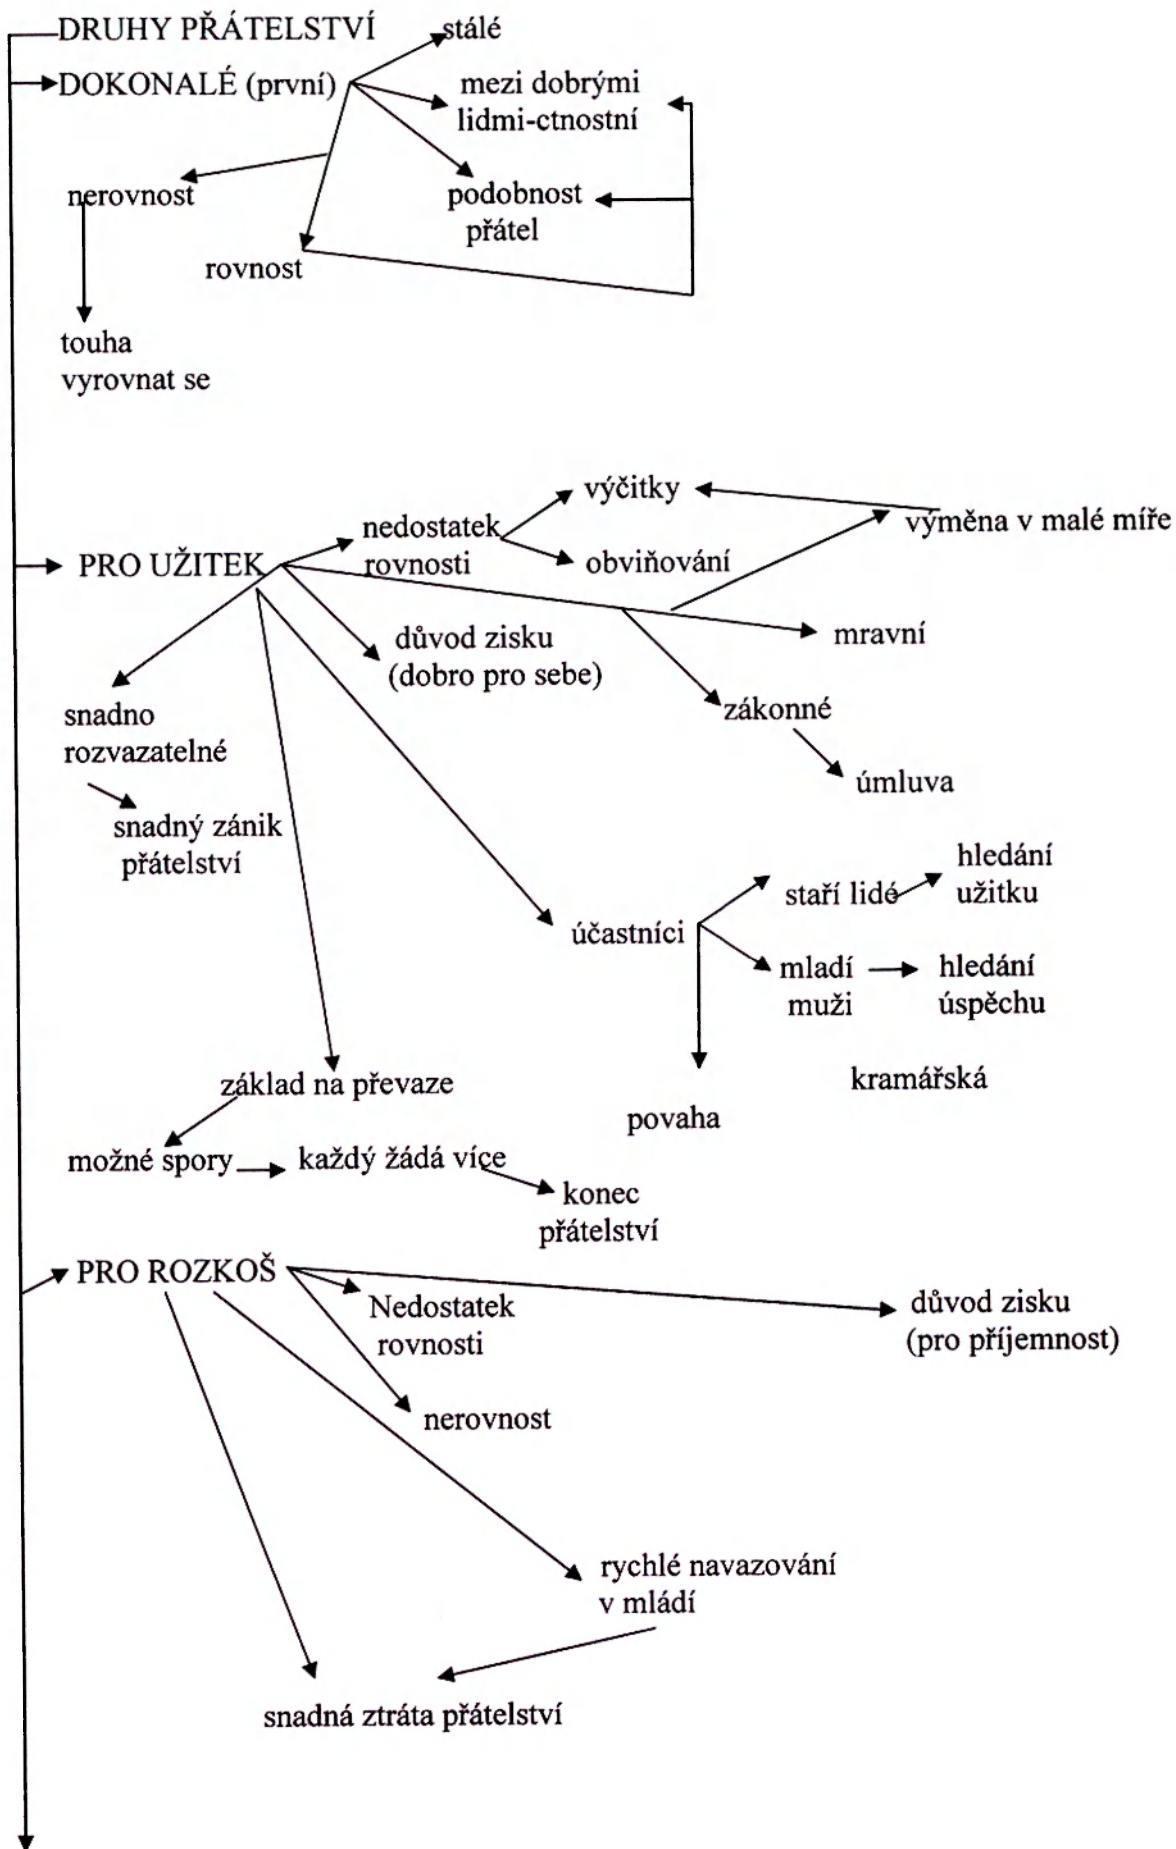 DRUHY PŘÁTELSTVÍ
stálé
DOKONALÉ (první)
mezi dobrými
lidmi-ctnostní
nerovnost
podobnost
přátel
rovnost
touha
vyrovnat se
výčitky
výměna v malé míře
nedostatek
rovnosti
PRO UŽITEK
obviňování
mravní
důvod zisku
(dobro pro sebe)
zákonné
snadno
rozvazatelné
úmluva
snadný zánik
přátelství
hledání
užitku
staří lidé
účastníci
mladí
muži
hledání
úspěchu
kramářská
základ na převaze
povaha
možné spory
každý žádá více
konec
přátelství
PRO ROZKOŠ
Nedostatek
rovnosti
důvod zisku
(pro příjemnost)
nerovnost
rychlé navazování
v mládí
snadná ztráta přátelství